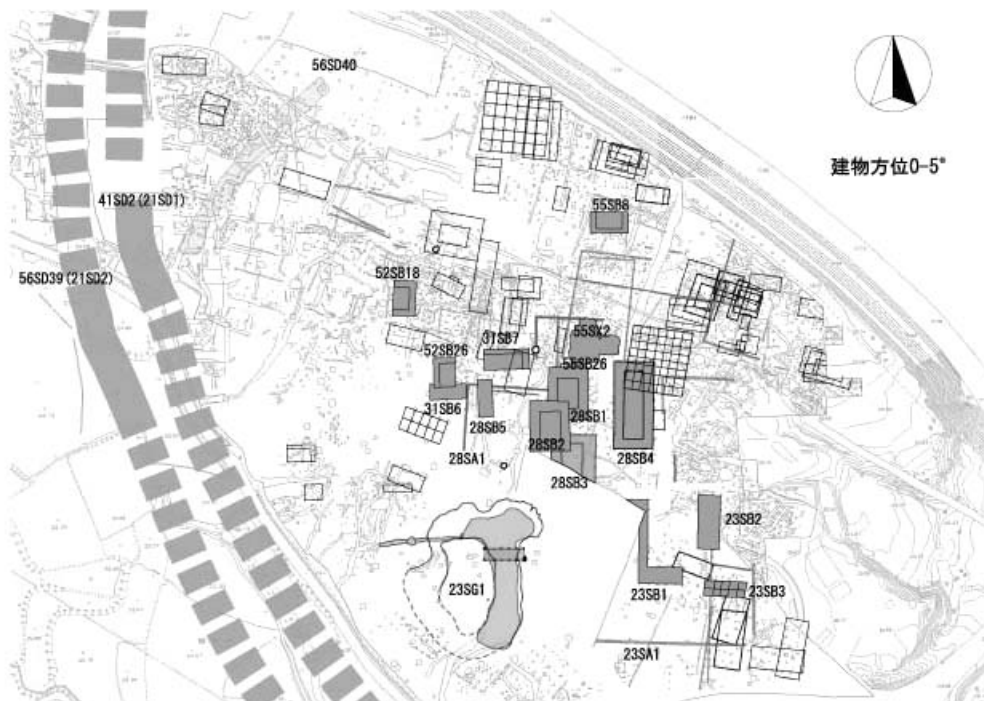 56SD40
建物方位0-5°
41SD2(21SD1)
55SB8
56SD39(21SD2)
52SB18
31SB7
55SX2
52SB26
55SB26
31SB6
28SB5
28SB1
28SB2
28SA1
28SB4
28SB3
23SB2
23SG1
23SB1
23SB3
23SA1